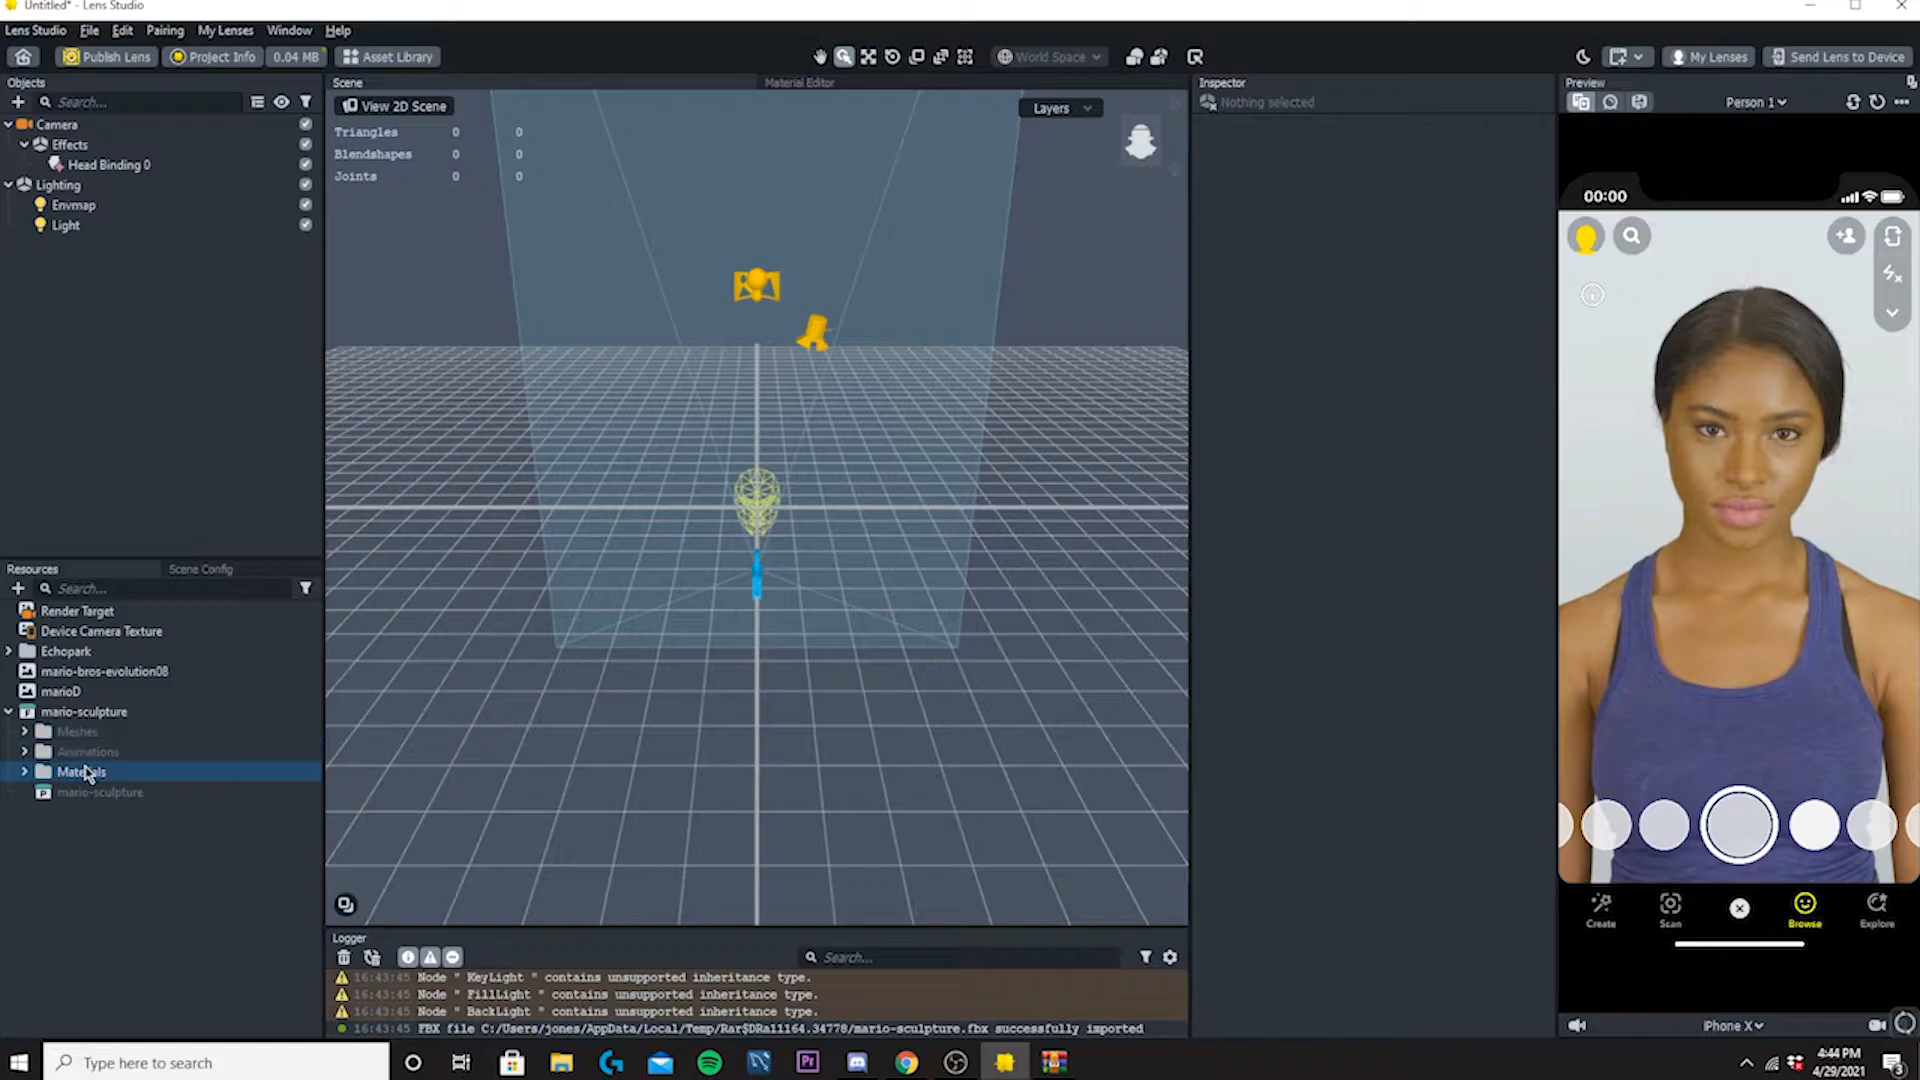 Untitled* - Lens Studio
Lens Studio File Edit Pairing My Lenses Window Help
Publish Lens Project Info 0.04 MB Asset Library World Space My Lenses Send Lens to Device
Objects Scene Material Editor Inspector Preview
Search... View 2D Scene Layers Nothing selected Person 1
Camera
Effects
Head Binding 0
Lighting
Envmap
Light
Triangles 0 0
Blendshapes 0 0
Joints 0 0
00:00
Resources Scene Config
Search...
Render Target
Device Camera Texture
Echopark
mario-bros-evolution08
marioD
mario-sculpture
Meshes
Animations
Materials
mario-sculpture
Create Scan Browse Explore
Logger
Search...
16:43:45 Node " KeyLight " contains unsupported inheritance type.
16:43:45 Node " FillLight " contains unsupported inheritance type.
16:43:45 Node " BackLight " contains unsupported inheritance type.
16:43:45 FBX file C:/Users/jones/AppData/Local/Temp/Rar$DRa11164.34778/mario-sculpture.fbx successfully imported
iPhone X
Type here to search
Pr
4:44 PM
4/29/2021
3